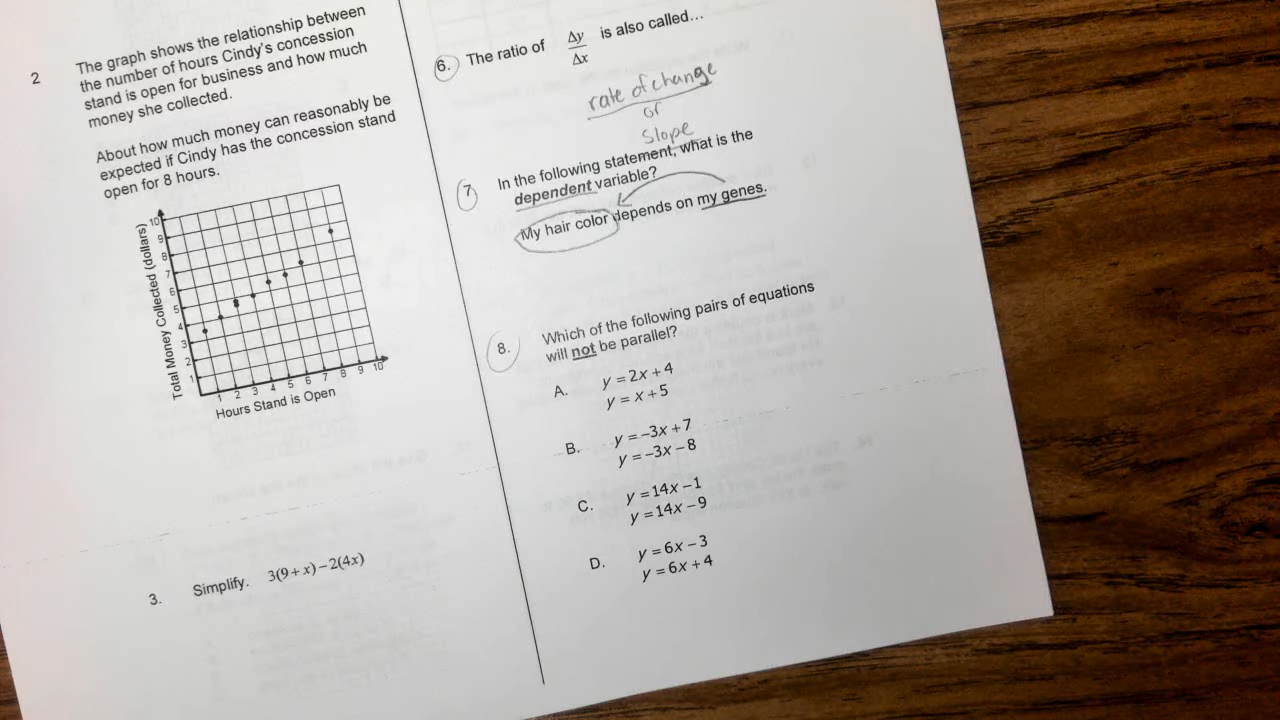 2
The graph shows the relationship between
the number of hours Cindy's concession
stand is open for business and how much
money she collected.
About how much money can reasonably be
expected if Cindy has the concession stand
open for 8 hours.
Total Money Collected (dollars)
10
9
8
7
6
5
4
3
2
1
1 2 3 4 5 6 7 8 9 10
Hours Stand is Open
3. Simplify. 3(9+x)−2(4x)
6. The ratio of Δy/Δx is also called...
rate of change
or
slope
7 In the following statement, what is the
dependent variable?
My hair color depends on my genes.
8. Which of the following pairs of equations
will not be parallel?
A. y = 2x + 4
y = x + 5
B. y = −3x + 7
y = −3x − 8
C. y = 14x − 1
y = 14x − 9
D. y = 6x − 3
y = 6x + 4